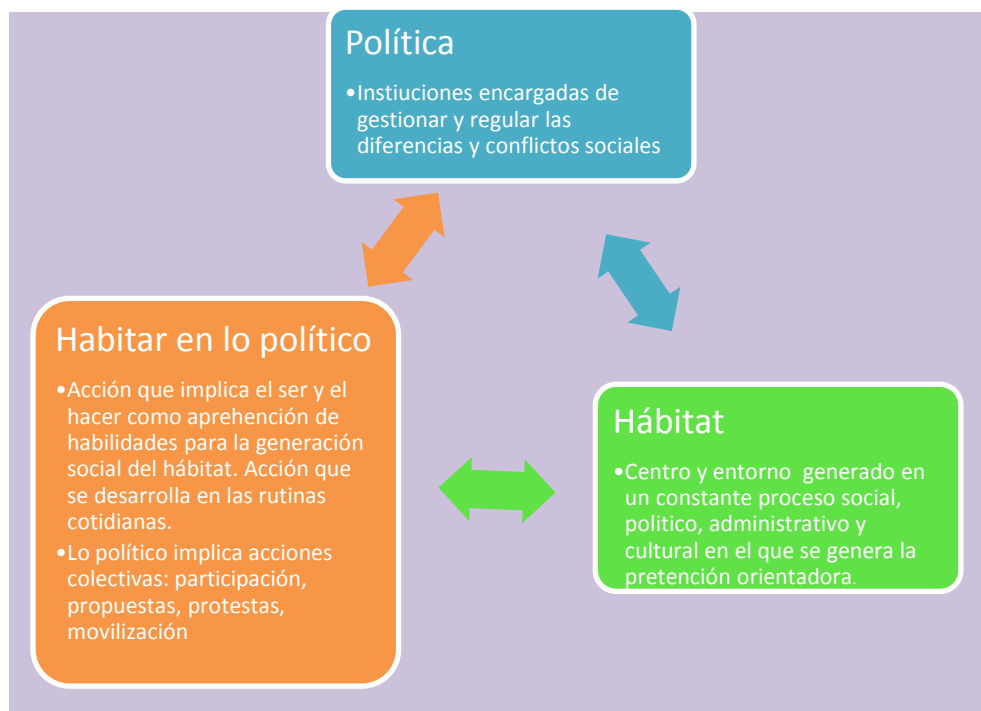 Política
•Instiuciones encargadas de
gestionar y regular las
diferencias y conflictos sociales
Habitar en lo político
•Acción que implica el ser y el
hacer como aprehención de
habilidades para la generación
social del hábitat. Acción que
se desarrolla en las rutinas
cotidianas.
•Lo político implica acciones
colectivas: participación,
propuestas, protestas,
movilización
Hábitat
•Centro y entorno generado en
un constante proceso social,
politico, administrativo y
cultural en el que se genera la
pretención orientadora.